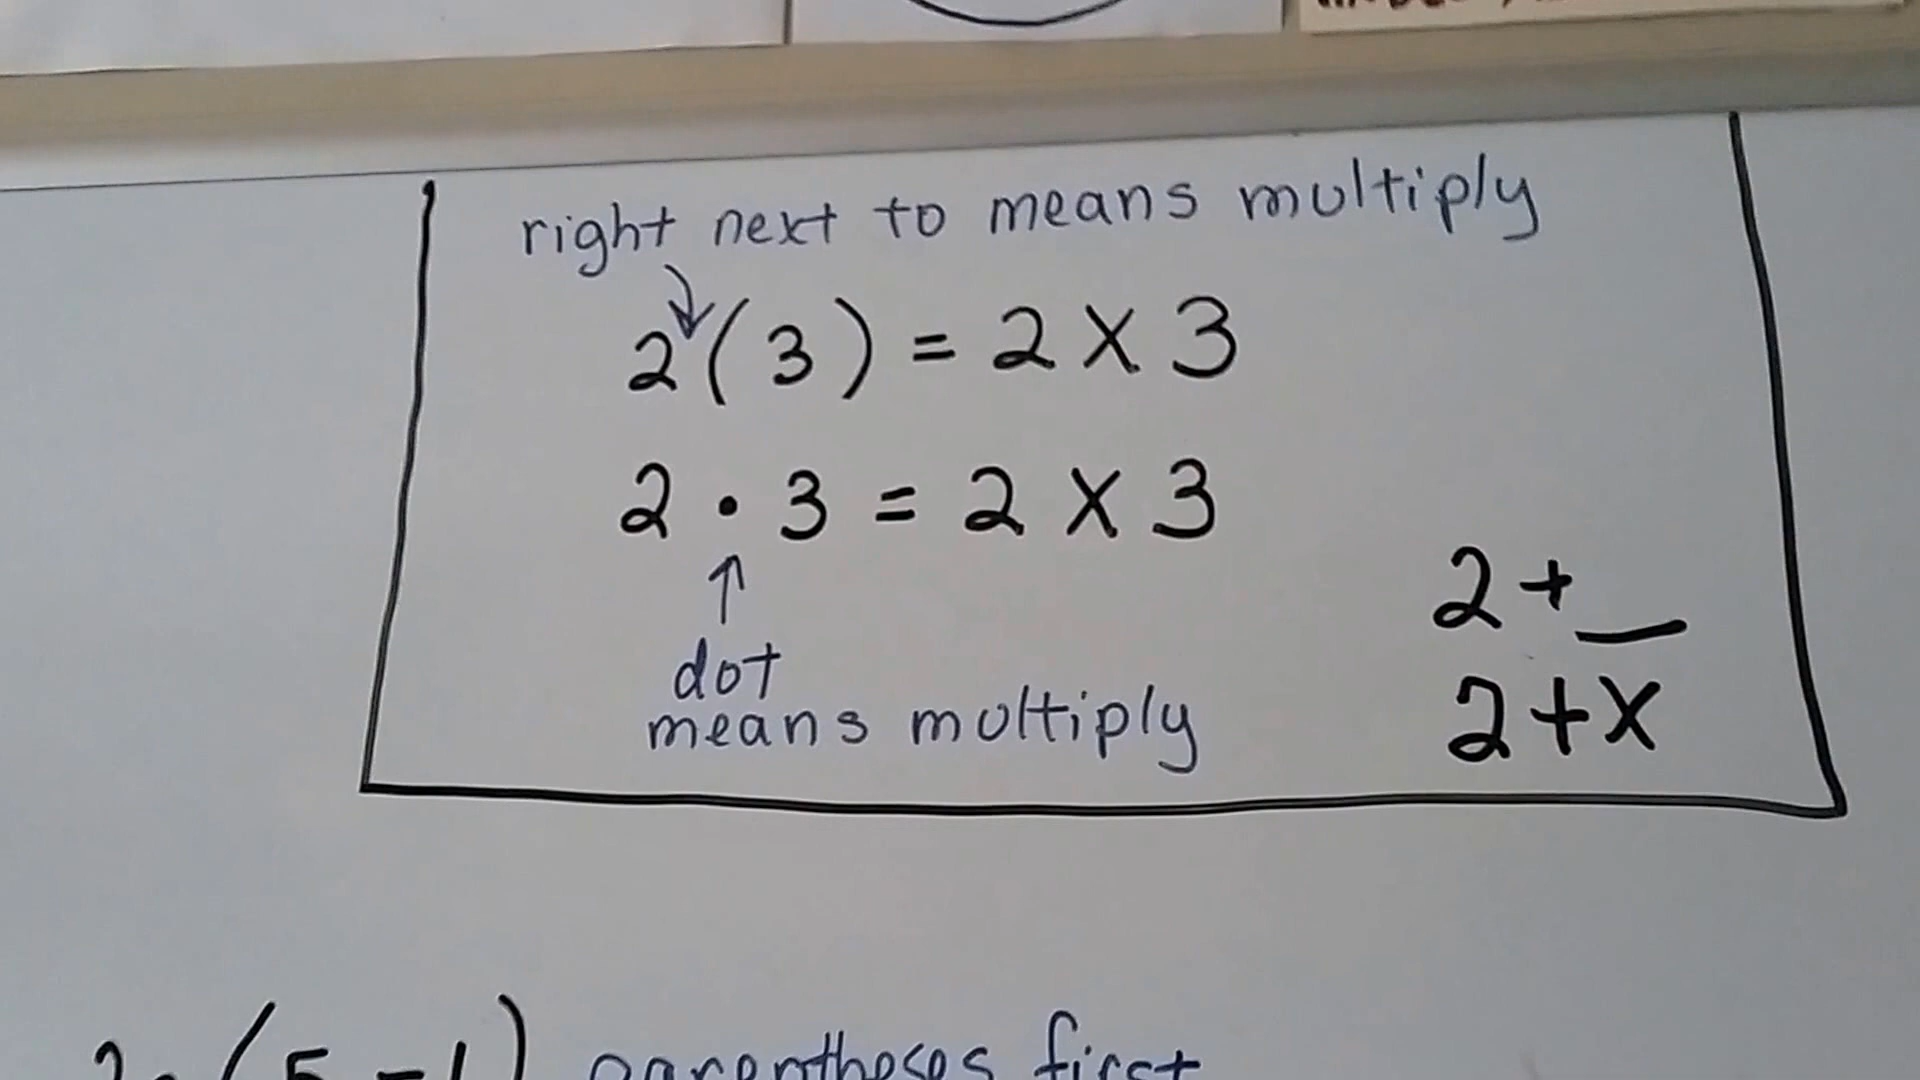 right next to means multiply
2(3) = 2 X 3
2 • 3 = 2 X 3
dot
means multiply
2 + _
2 + X
(5 - 1) parentheses first